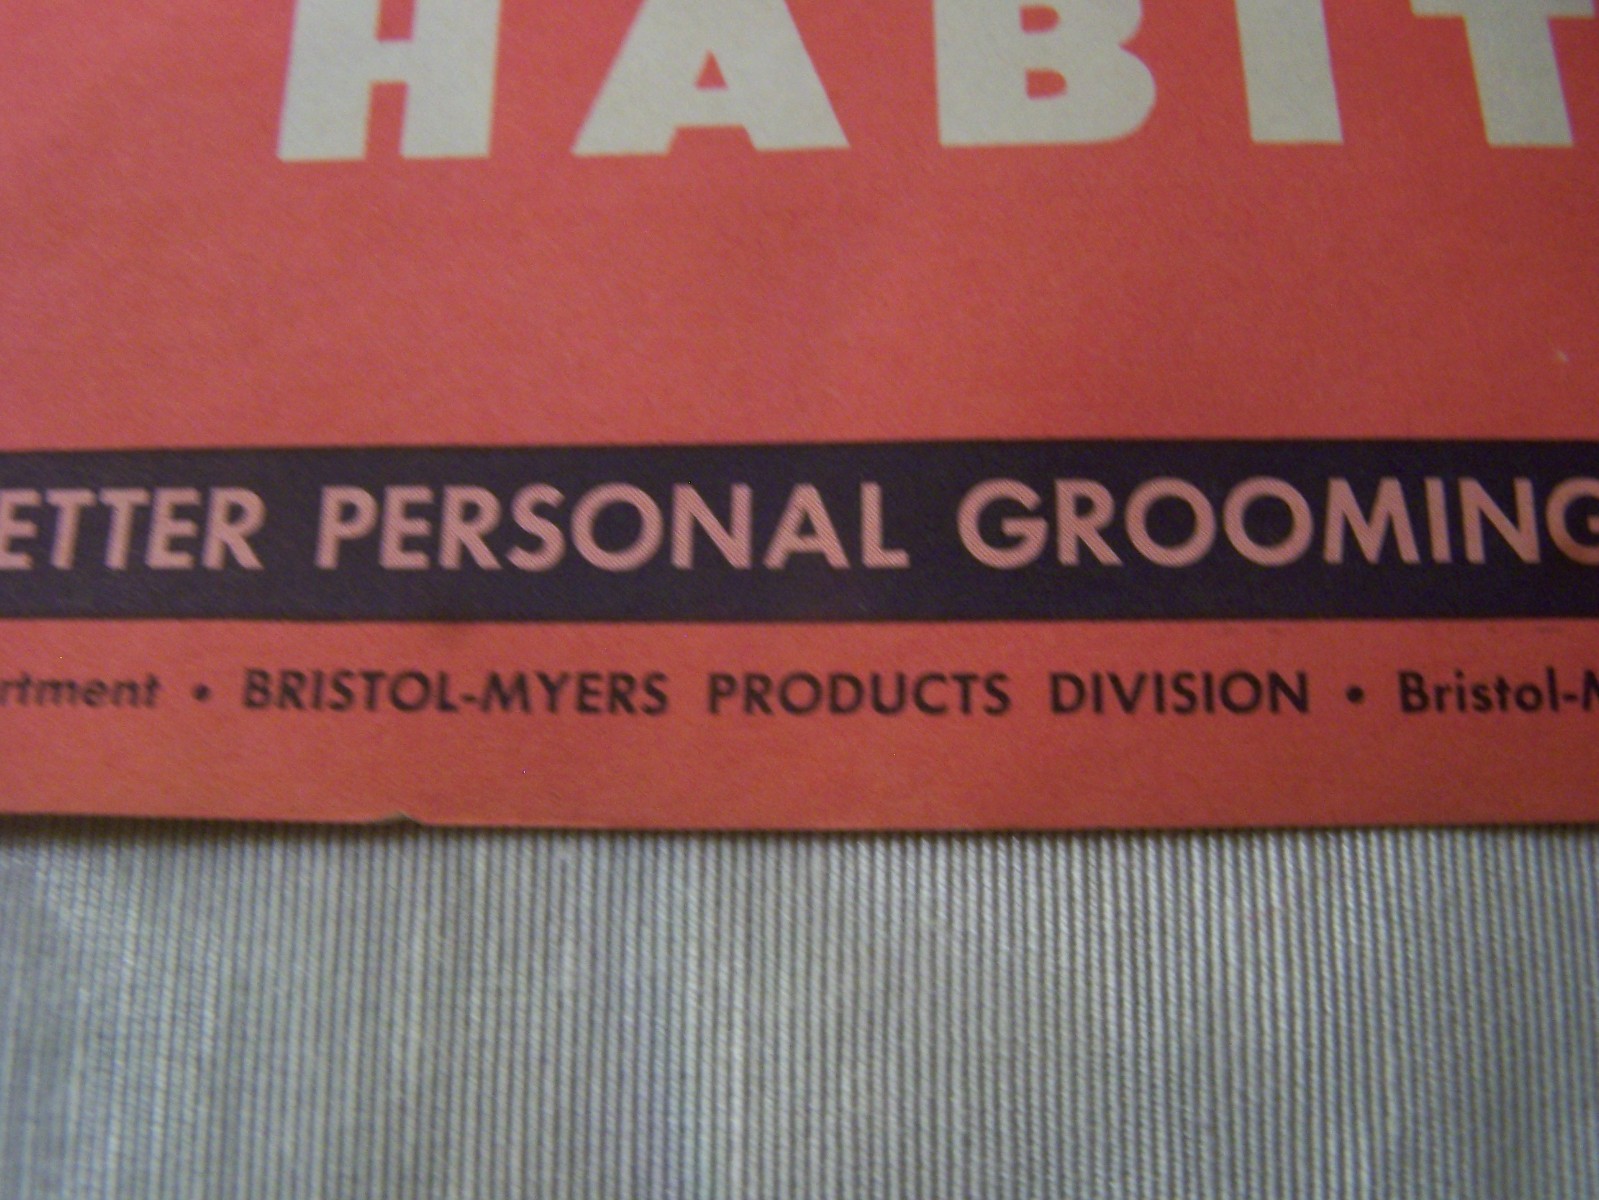 HABIT
ETTER PERSONAL GROOMING
rtment • BRISTOL-MYERS PRODUCTS DIVISION • Bristol-M